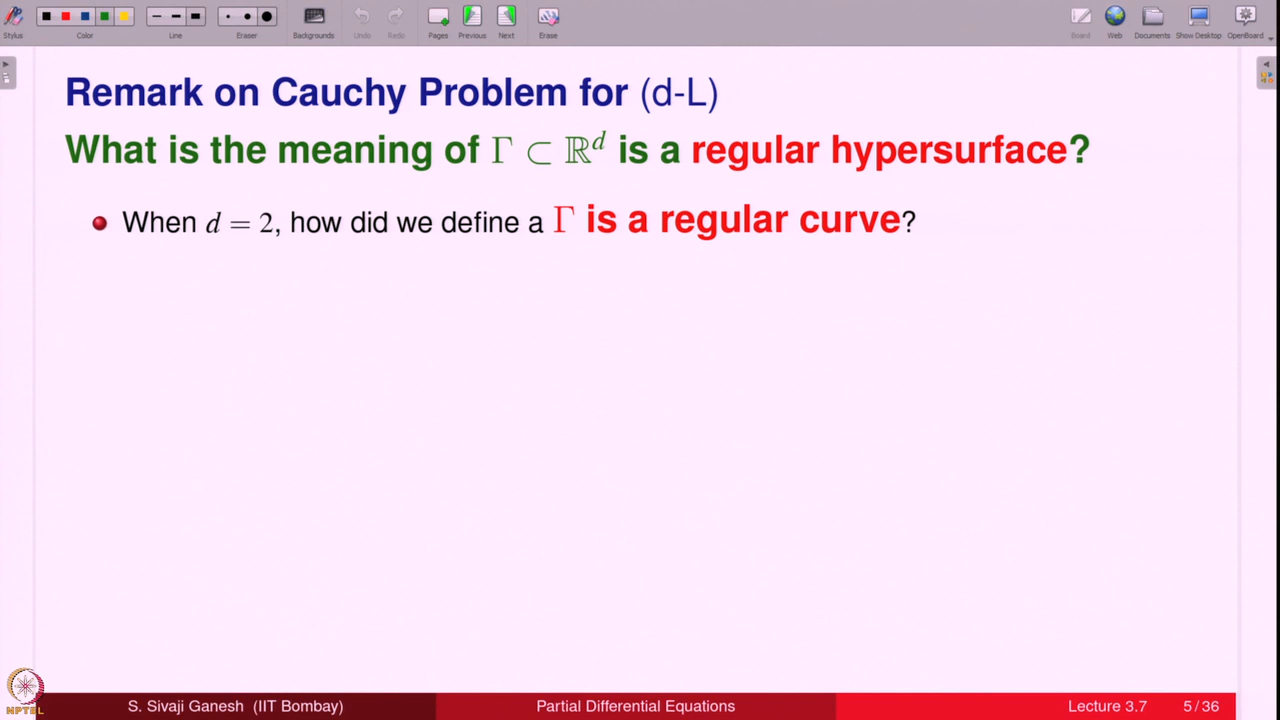 Stylus Color Line Eraser Backgrounds Undo Redo Pages Previous Next Erase Board Web Documents Show Desktop OpenBoard
Remark on Cauchy Problem for (d-L)
What is the meaning of Γ ⊂ ℝᵈ is a regular hypersurface?
When d = 2, how did we define a Γ is a regular curve?
NPTEL
S. Sivaji Ganesh (IIT Bombay) Partial Differential Equations Lecture 3.7 5 / 36